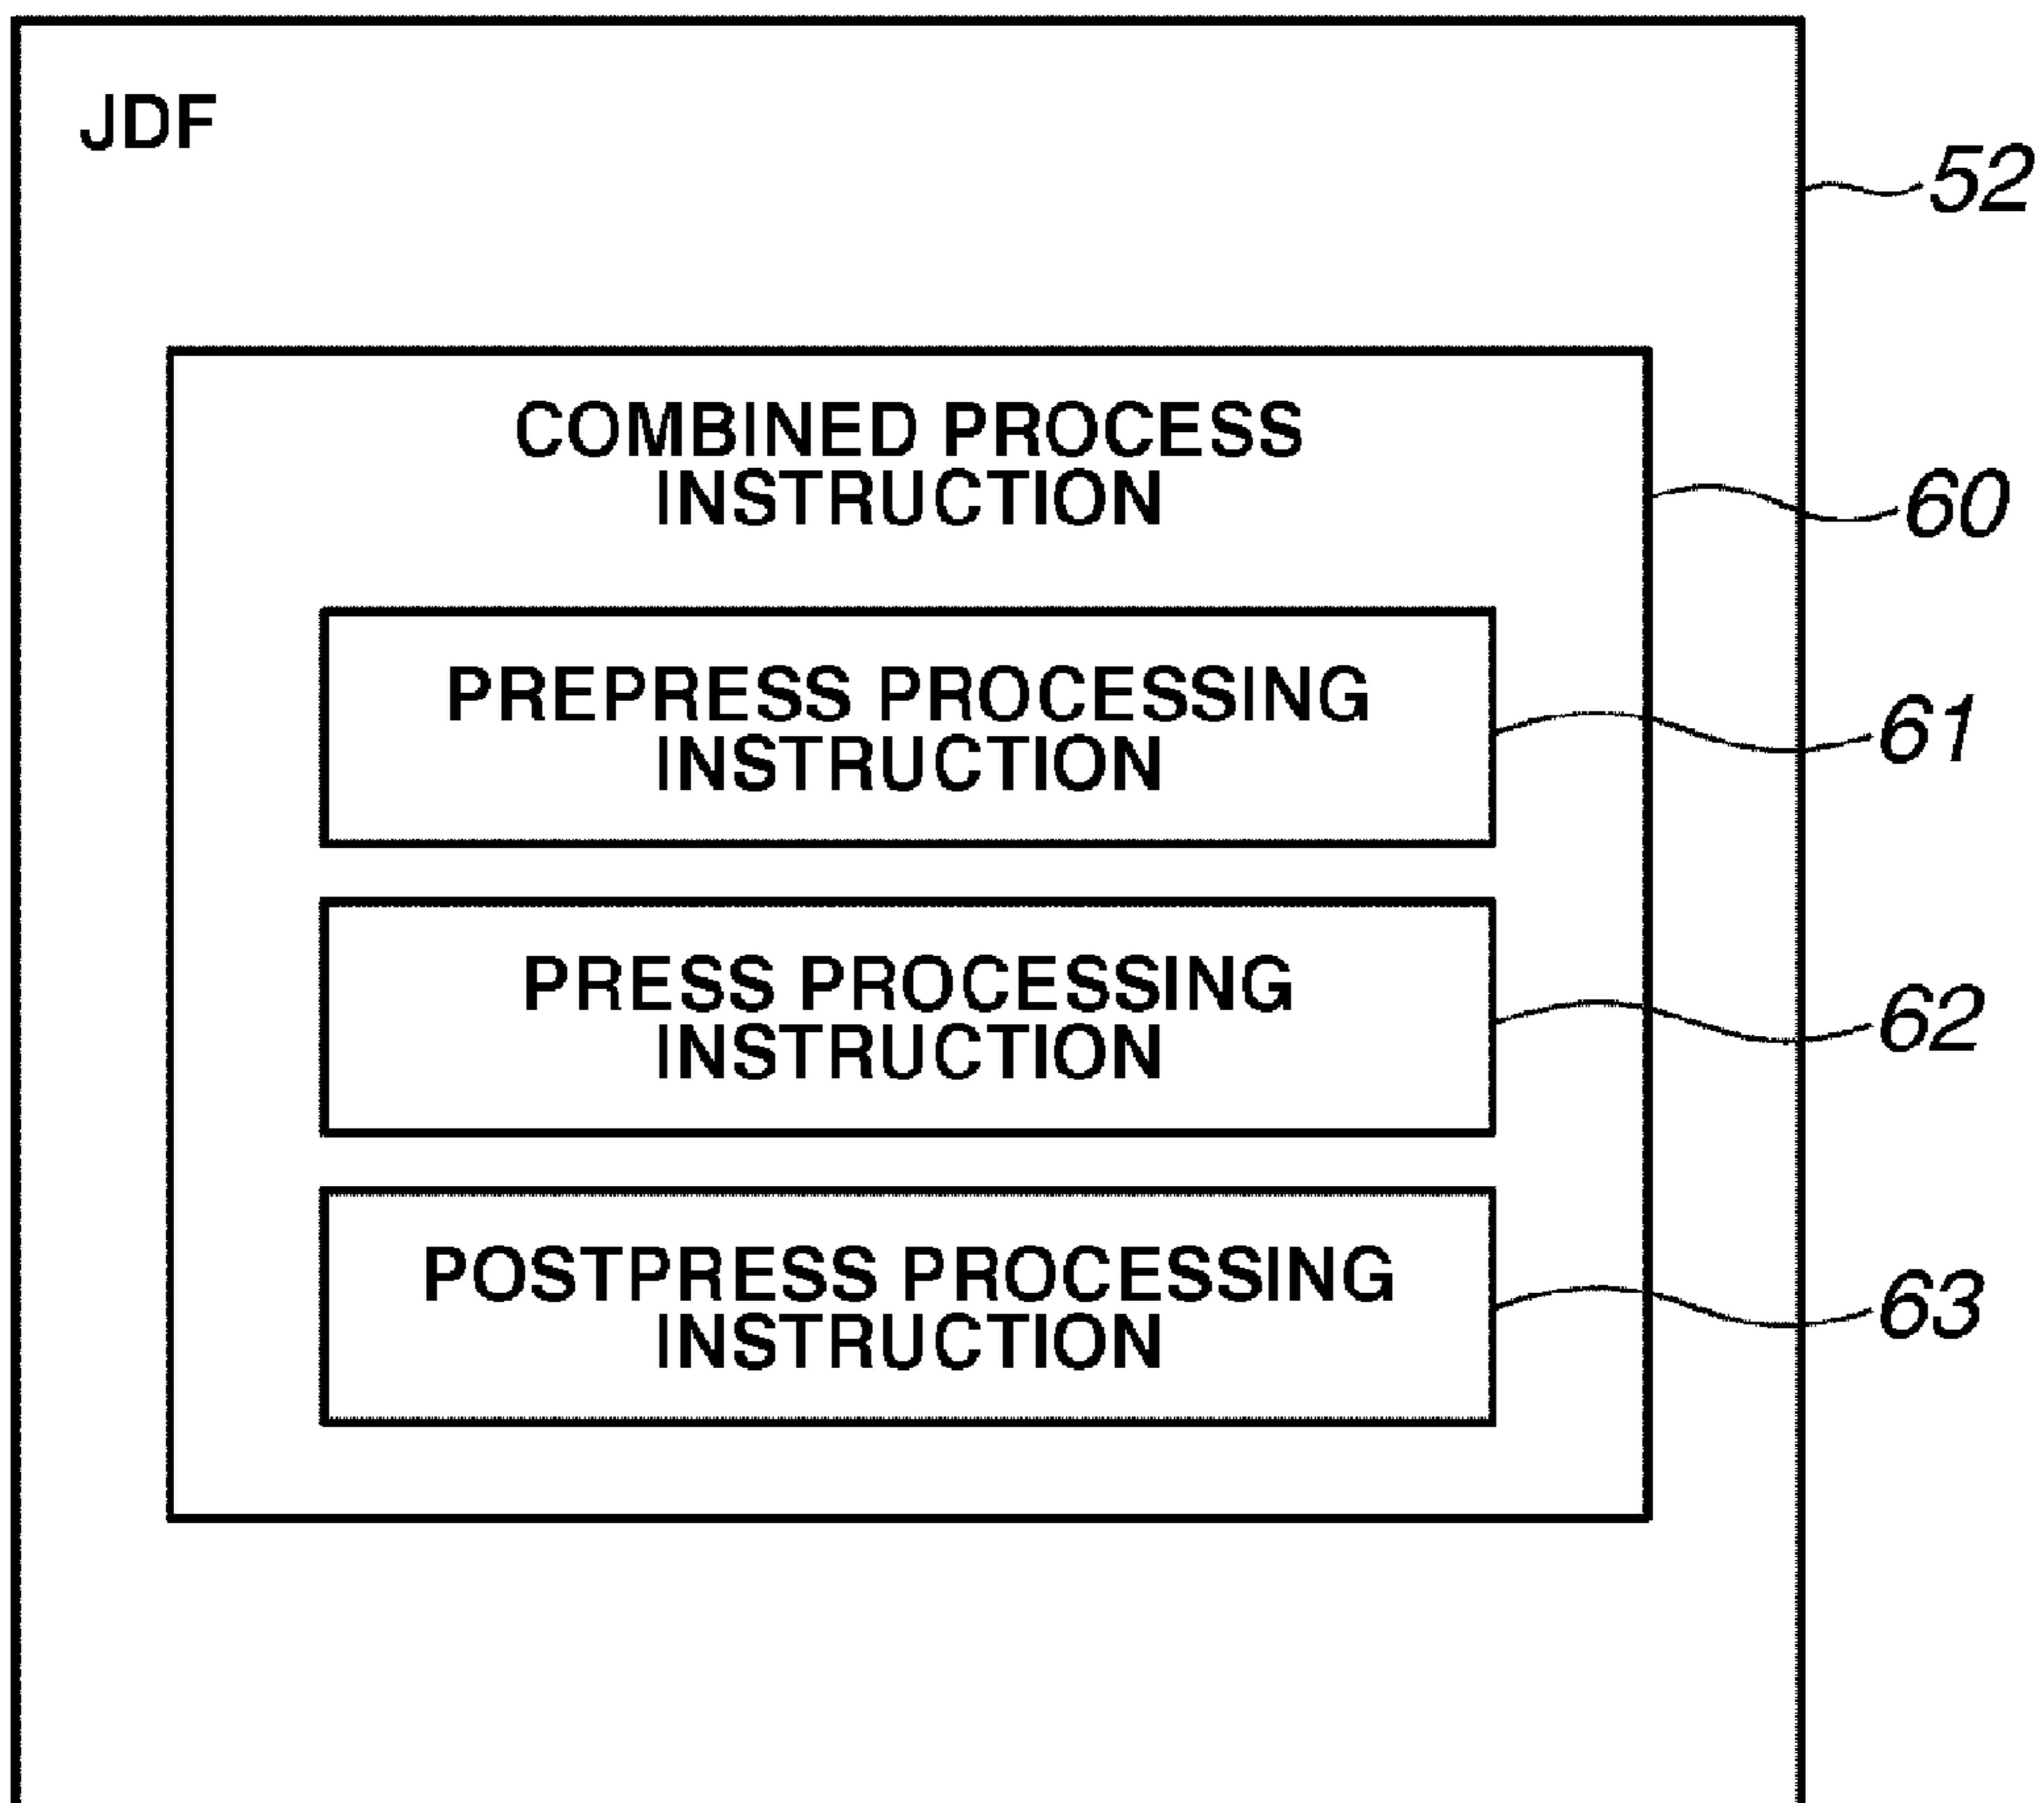 JDF
52
COMBINED PROCESS
INSTRUCTION
60
PREPRESS PROCESSING
INSTRUCTION
61
PRESS PROCESSING
INSTRUCTION
62
POSTPRESS PROCESSING
INSTRUCTION
63